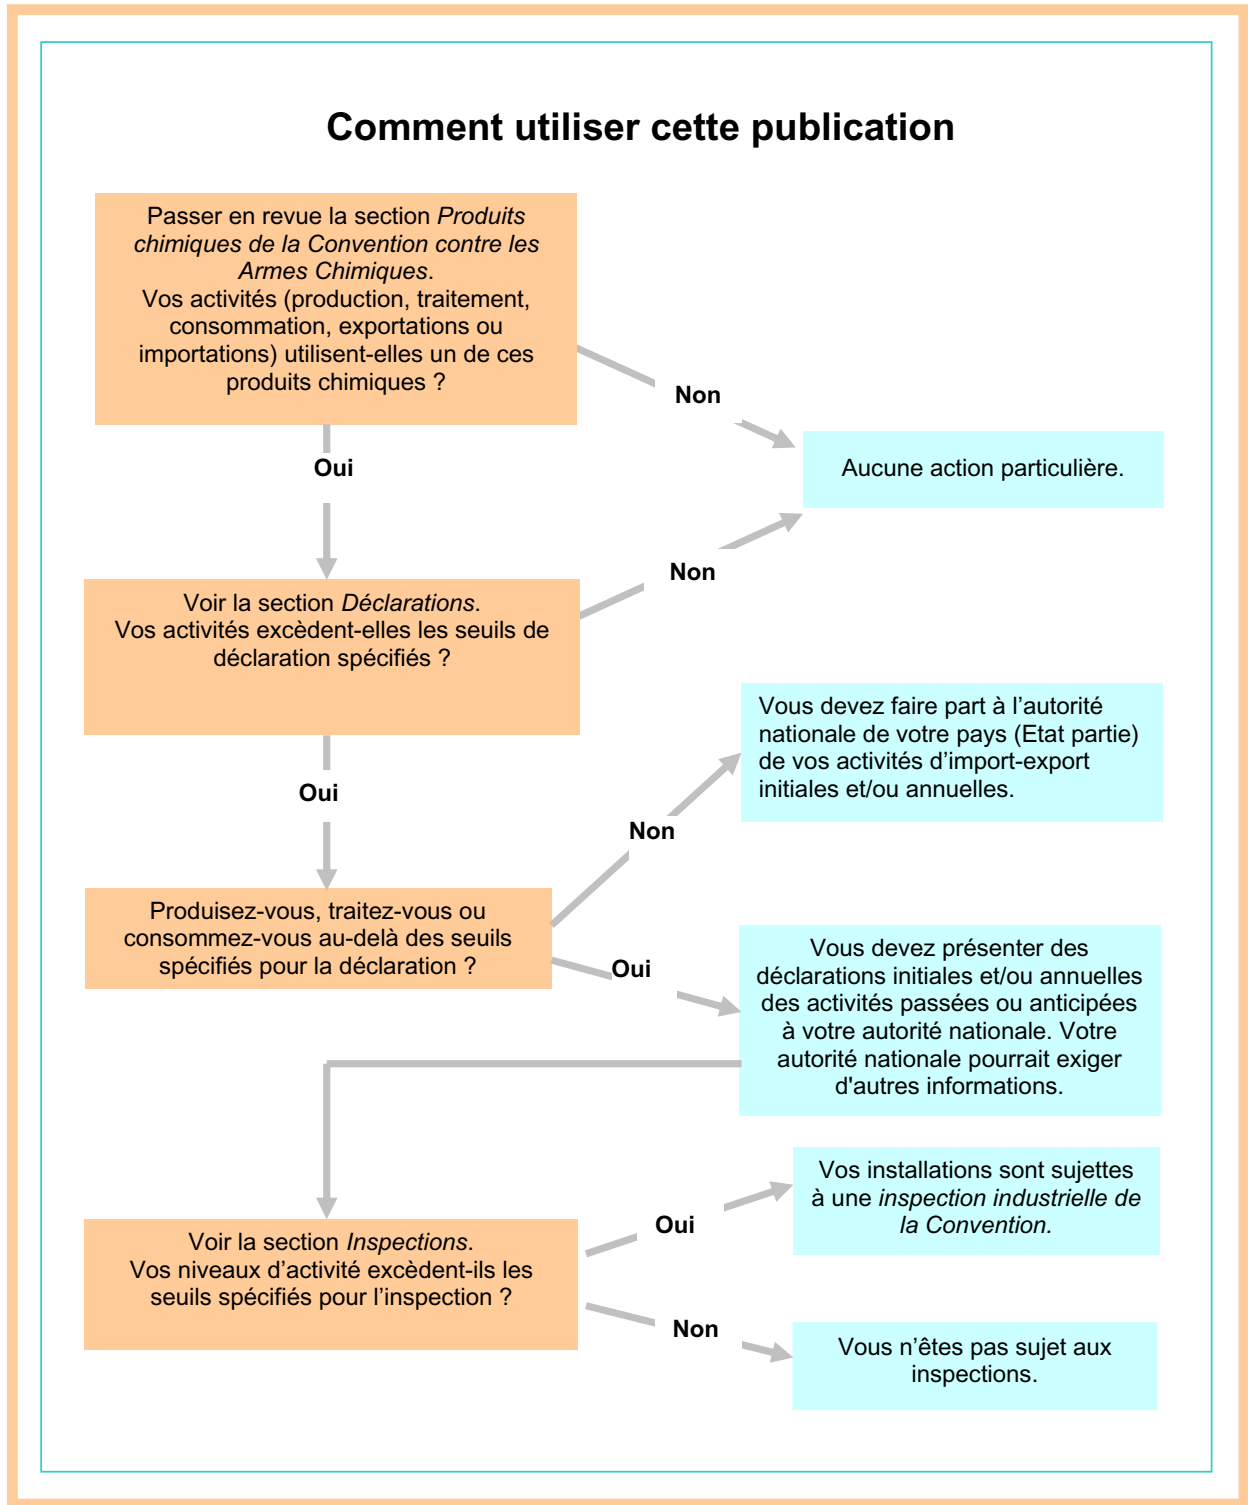 Comment utiliser cette publication
Passer en revue la section Produits
chimiques de la Convention contre les
Armes Chimiques.
Vos activités (production, traitement,
consommation, exportations ou
importations) utilisent-elles un de ces
produits chimiques ?
Non
Oui
Aucune action particulière.
Non
Voir la section Déclarations.
Vos activités excèdent-elles les seuils de
déclaration spécifiés ?
Vous devez faire part à l’autorité
nationale de votre pays (Etat partie)
de vos activités d’import-export
initiales et/ou annuelles.
Oui
Non
Produisez-vous, traitez-vous ou
consommez-vous au-delà des seuils
spécifiés pour la déclaration ?
Oui
Vous devez présenter des
déclarations initiales et/ou annuelles
des activités passées ou anticipées
à votre autorité nationale. Votre
autorité nationale pourrait exiger
d'autres informations.
Vos installations sont sujettes
à une inspection industrielle de
la Convention.
Oui
Voir la section Inspections.
Vos niveaux d’activité excèdent-ils les
seuils spécifiés pour l’inspection ?
Non
Vous n’êtes pas sujet aux
inspections.